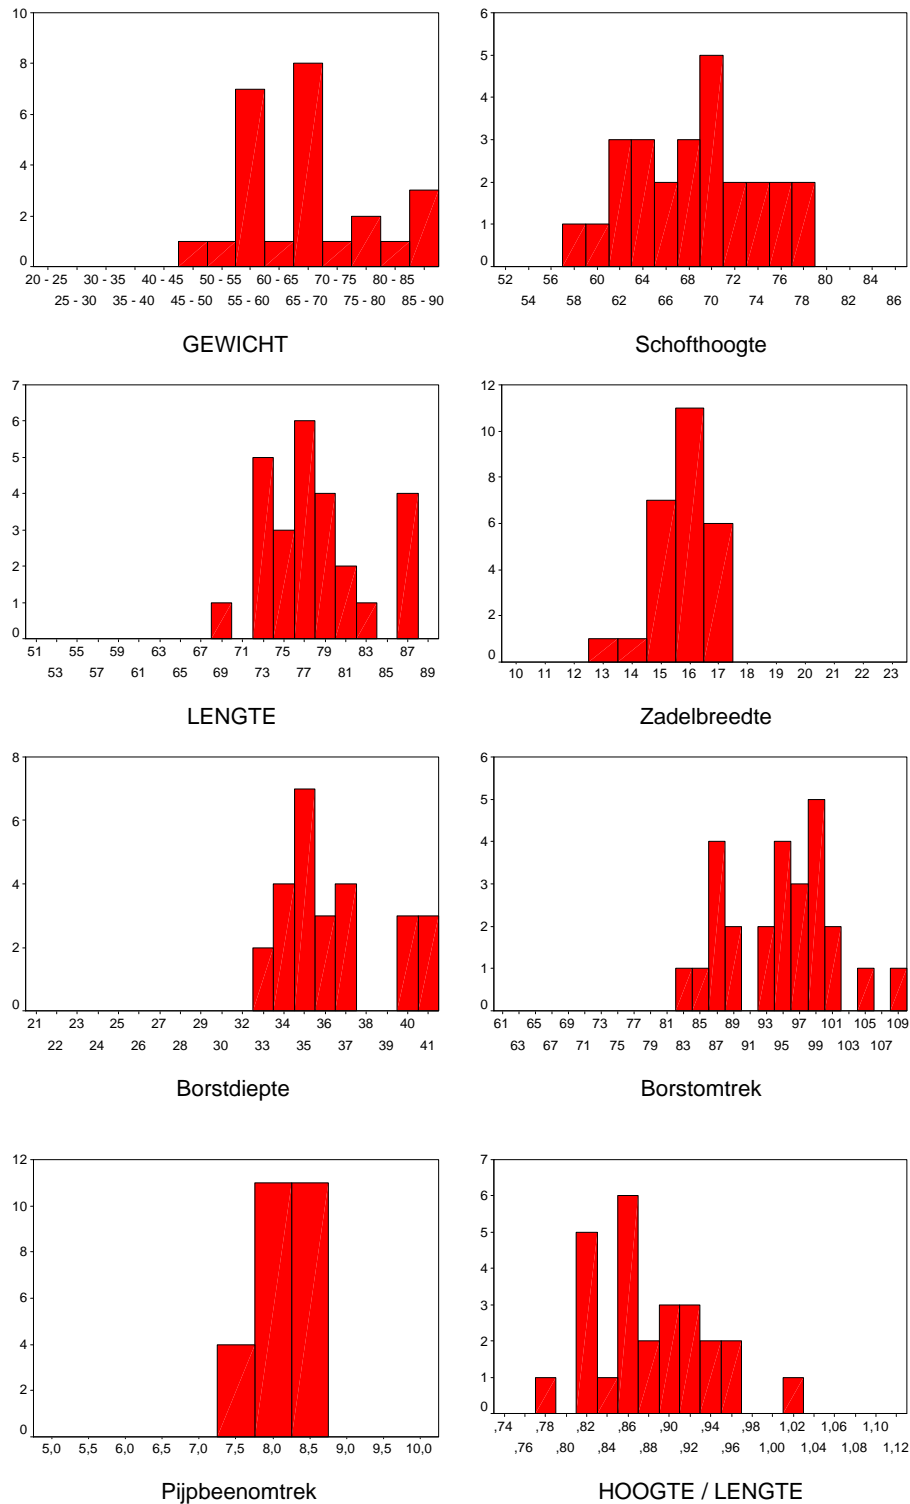 10
8
6
4
2
0
20 - 25 30 - 35 40 - 45 50 - 55 60 - 65 70 - 75 80 - 85
25 - 30 35 - 40 45 - 50 55 - 60 65 - 70 75 - 80 85 - 90
GEWICHT
6
5
4
3
2
1
0
52 56 60 64 68 72 76 80 84
54 58 62 66 70 74 78 82 86
Schofthoogte
7
6
5
4
3
2
1
0
51 55 59 63 67 71 75 79 83 87
53 57 61 65 69 73 77 81 85 89
LENGTE
12
10
8
6
4
2
0
10 11 12 13 14 15 16 17 18 19 20 21 22 23
Zadelbreedte
8
6
4
2
0
21 23 25 27 29 32 34 36 38 40
22 24 26 28 30 33 35 37 39 41
Borstdiepte
6
5
4
3
2
1
0
61 65 69 73 77 81 85 89 93 97 101 105 109
63 67 71 75 79 83 87 91 95 99 103 107
Borstomtrek
12
10
8
6
4
2
0
5,0 5,5 6,0 6,5 7,0 7,5 8,0 8,5 9,0 9,5 10,0
Pijpbeenomtrek
7
6
5
4
3
2
1
0
,74 ,78 ,82 ,86 ,90 ,94 ,98 1,02 1,06 1,10
,76 ,80 ,84 ,88 ,92 ,96 1,00 1,04 1,08 1,12
HOOGTE / LENGTE